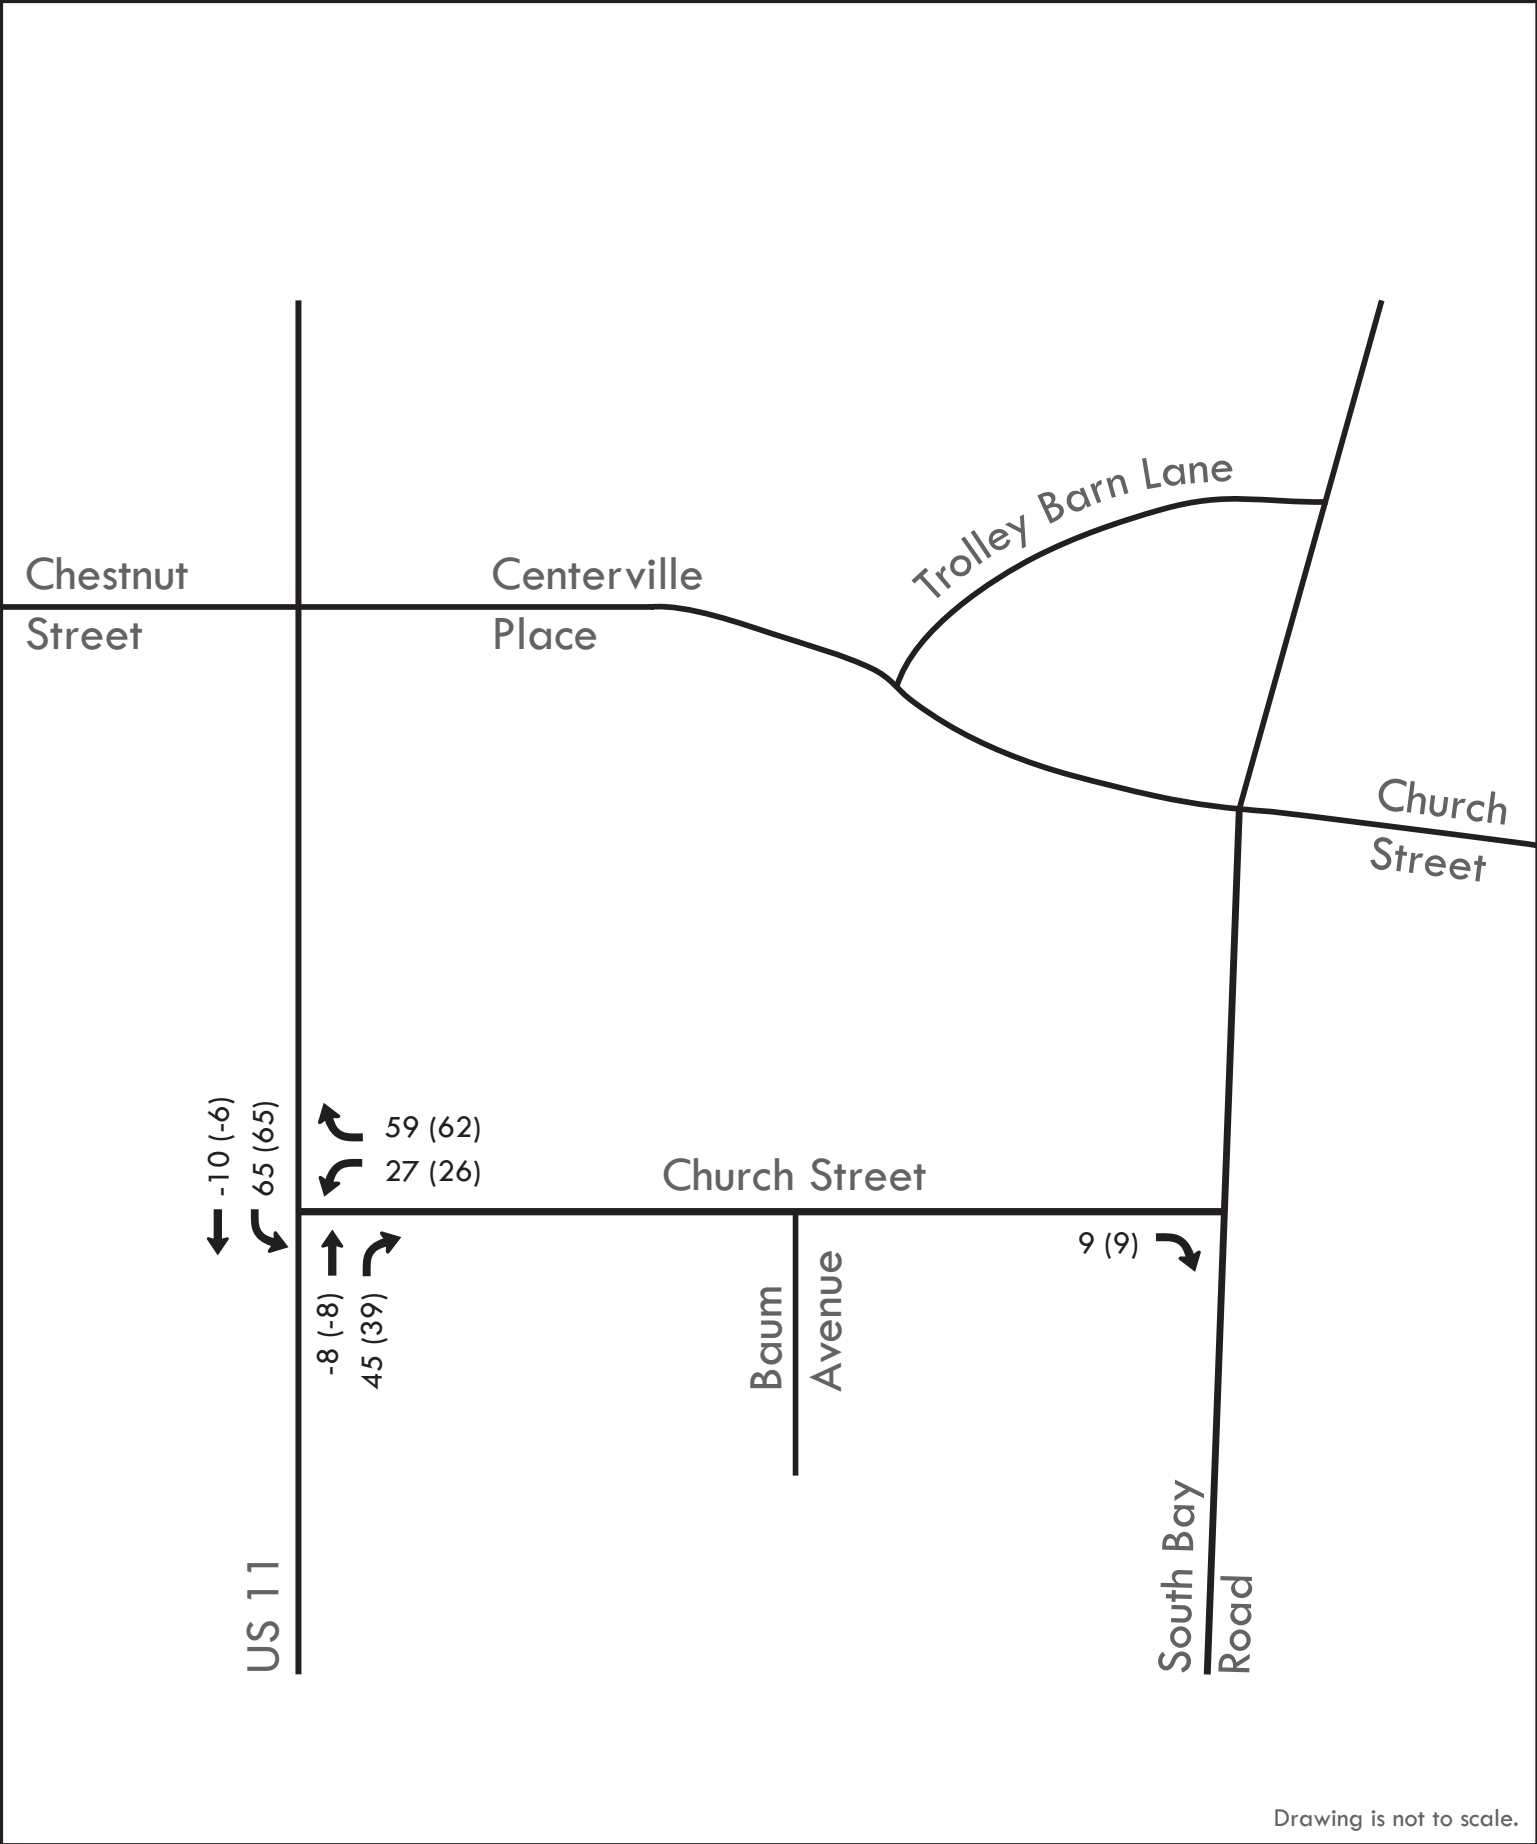 Trolley Barn Lane
Chestnut
Street
Centerville
Place
Church
Street
-10 (-6)
65 (65)
59 (62)
27 (26)
Church Street
-8 (-8)
45 (39)
9 (9)
Baum
Avenue
US 11
South Bay
Road
Drawing is not to scale.